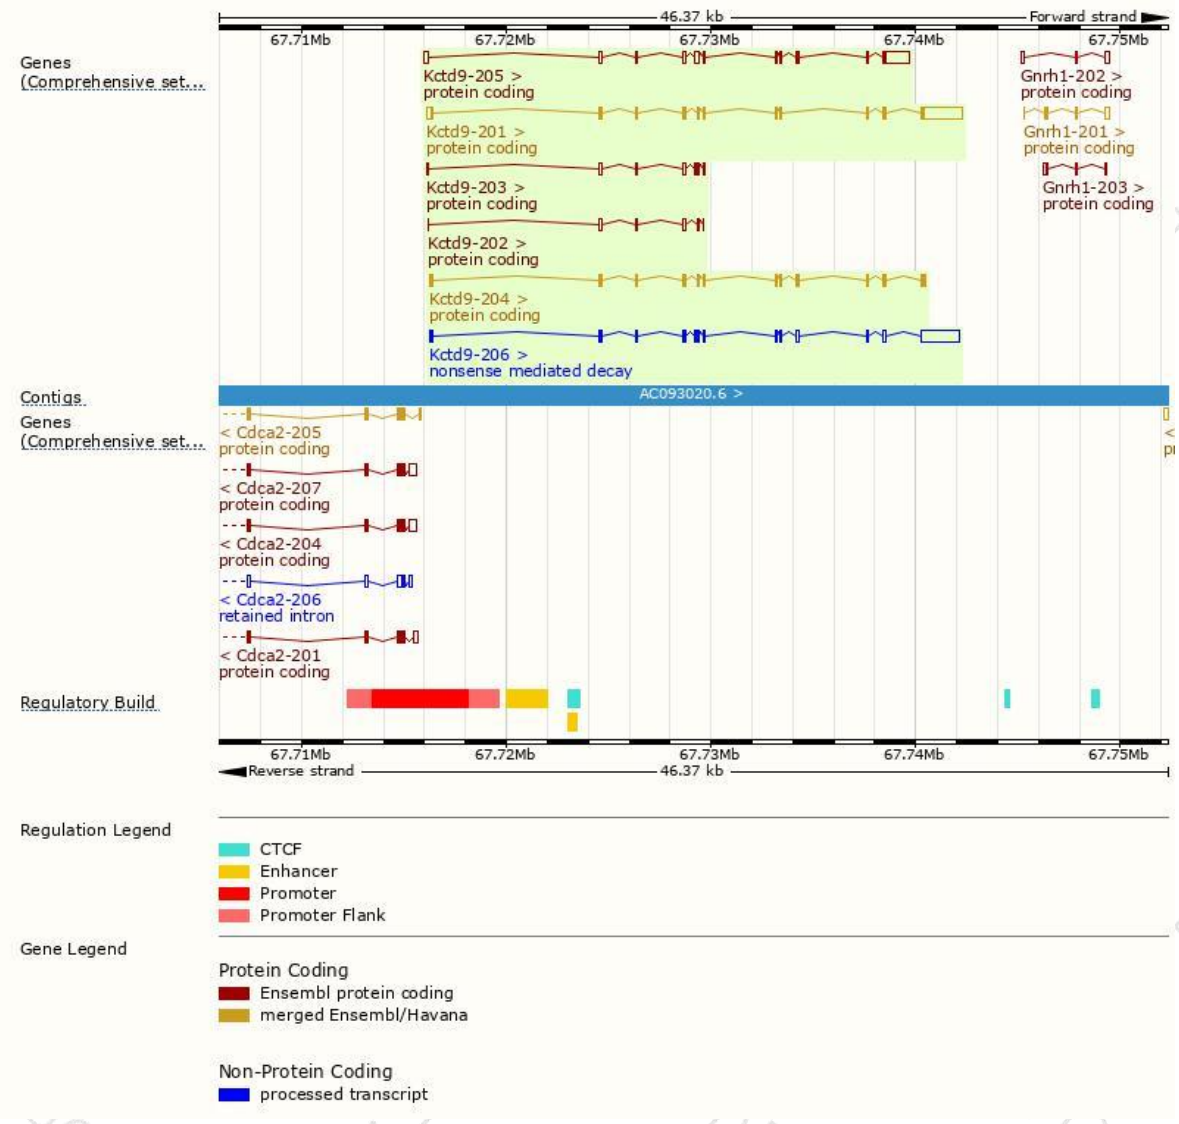 46.37 kb Forward strand
67.71Mb 67.72Mb 67.73Mb 67.74Mb 67.75Mb
Genes
(Comprehensive set...
Kctd9-205 >
protein coding
Gnrh1-202 >
protein coding
Kctd9-201 >
protein coding
Gnrh1-201 >
protein coding
Kctd9-203 >
protein coding
Gnrh1-203 >
protein coding
Kctd9-202 >
protein coding
Kctd9-204 >
protein coding
Kctd9-206 >
nonsense mediated decay
Contigs
AC093020.6 >
Genes
(Comprehensive set...
< Cdca2-205
protein coding
<
< Cdca2-207
protein coding
< Cdca2-204
protein coding
< Cdca2-206
retained intron
< Cdca2-201
protein coding
Regulatory Build
67.71Mb 67.72Mb 67.73Mb 67.74Mb 67.75Mb
Reverse strand 46.37 kb
Regulation Legend
CTCF
Enhancer
Promoter
Promoter Flank
Gene Legend
Protein Coding
Ensembl protein coding
merged Ensembl/Havana
Non-Protein Coding
processed transcript